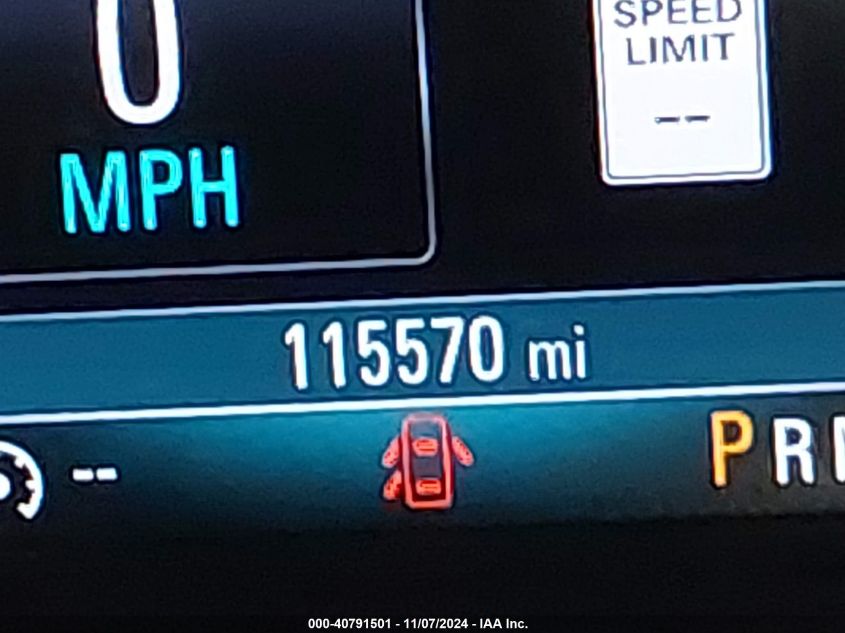 0
MPH
SPEED
LIMIT
--
115570 mi
--
P R
000-40791501 - 11/07/2024 - IAA Inc.